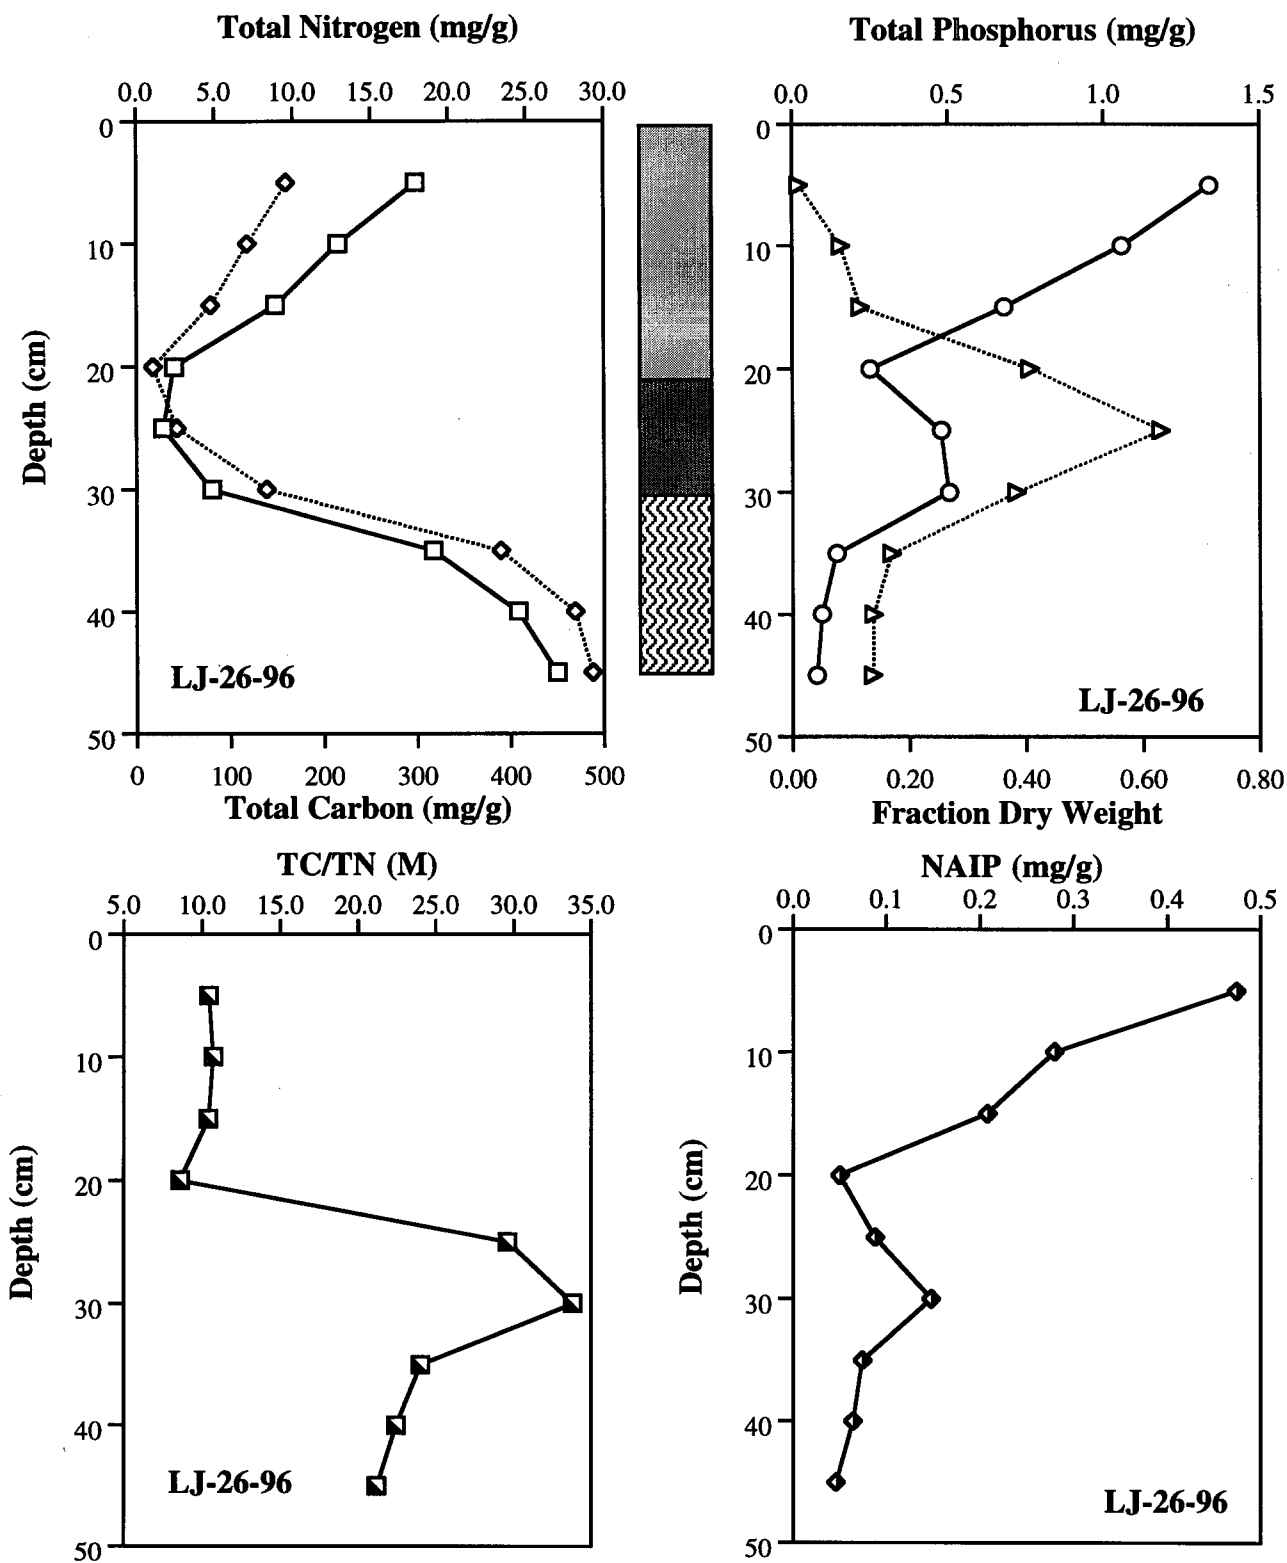 Total Nitrogen (mg/g)
0.0 5.0 10.0 15.0 20.0 25.0 30.0
0
10
20
30
40
50
Depth (cm)
LJ-26-96
0 100 200 300 400 500
Total Carbon (mg/g)
Total Phosphorus (mg/g)
0.0 0.5 1.0 1.5
0
10
20
30
40
50
LJ-26-96
0.00 0.20 0.40 0.60 0.80
Fraction Dry Weight
TC/TN (M)
5.0 10.0 15.0 20.0 25.0 30.0 35.0
0
10
20
30
40
50
Depth (cm)
LJ-26-96
NAIP (mg/g)
0.0 0.1 0.2 0.3 0.4 0.5
0
10
20
30
40
50
Depth (cm)
LJ-26-96